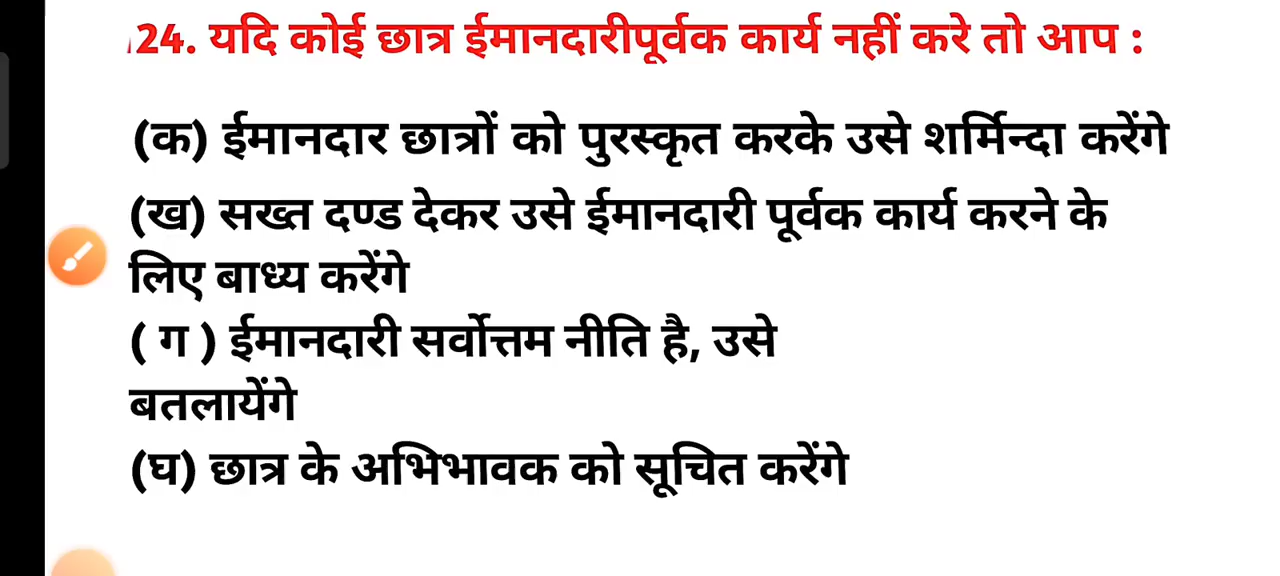 24. यदि कोई छात्र ईमानदारीपूर्वक कार्य नहीं करे तो आप :
(क) ईमानदार छात्रों को पुरस्कृत करके उसे शर्मिन्दा करेंगे
(ख) सख्त दण्ड देकर उसे ईमानदारी पूर्वक कार्य करने के
लिए बाध्य करेंगे
( ग ) ईमानदारी सर्वोत्तम नीति है, उसे
बतलायेंगे
(घ) छात्र के अभिभावक को सूचित करेंगे